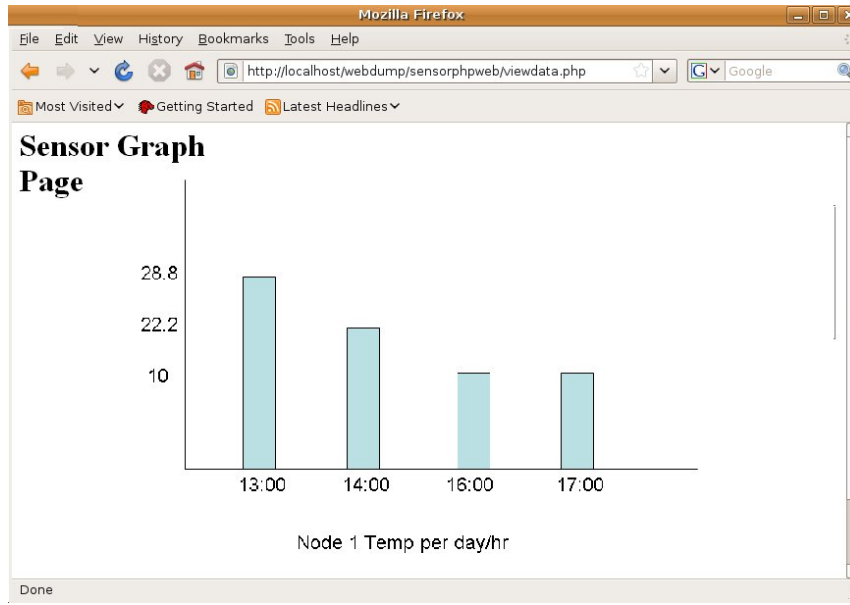 Mozilla Firefox
File Edit View History Bookmarks Tools Help
http://localhost/webdump/sensorphpweb/viewdata.php
G Google
Most Visited Getting Started Latest Headlines
Sensor Graph
Page
28.8
22.2
10
13:00 14:00 16:00 17:00
Node 1 Temp per day/hr
Done